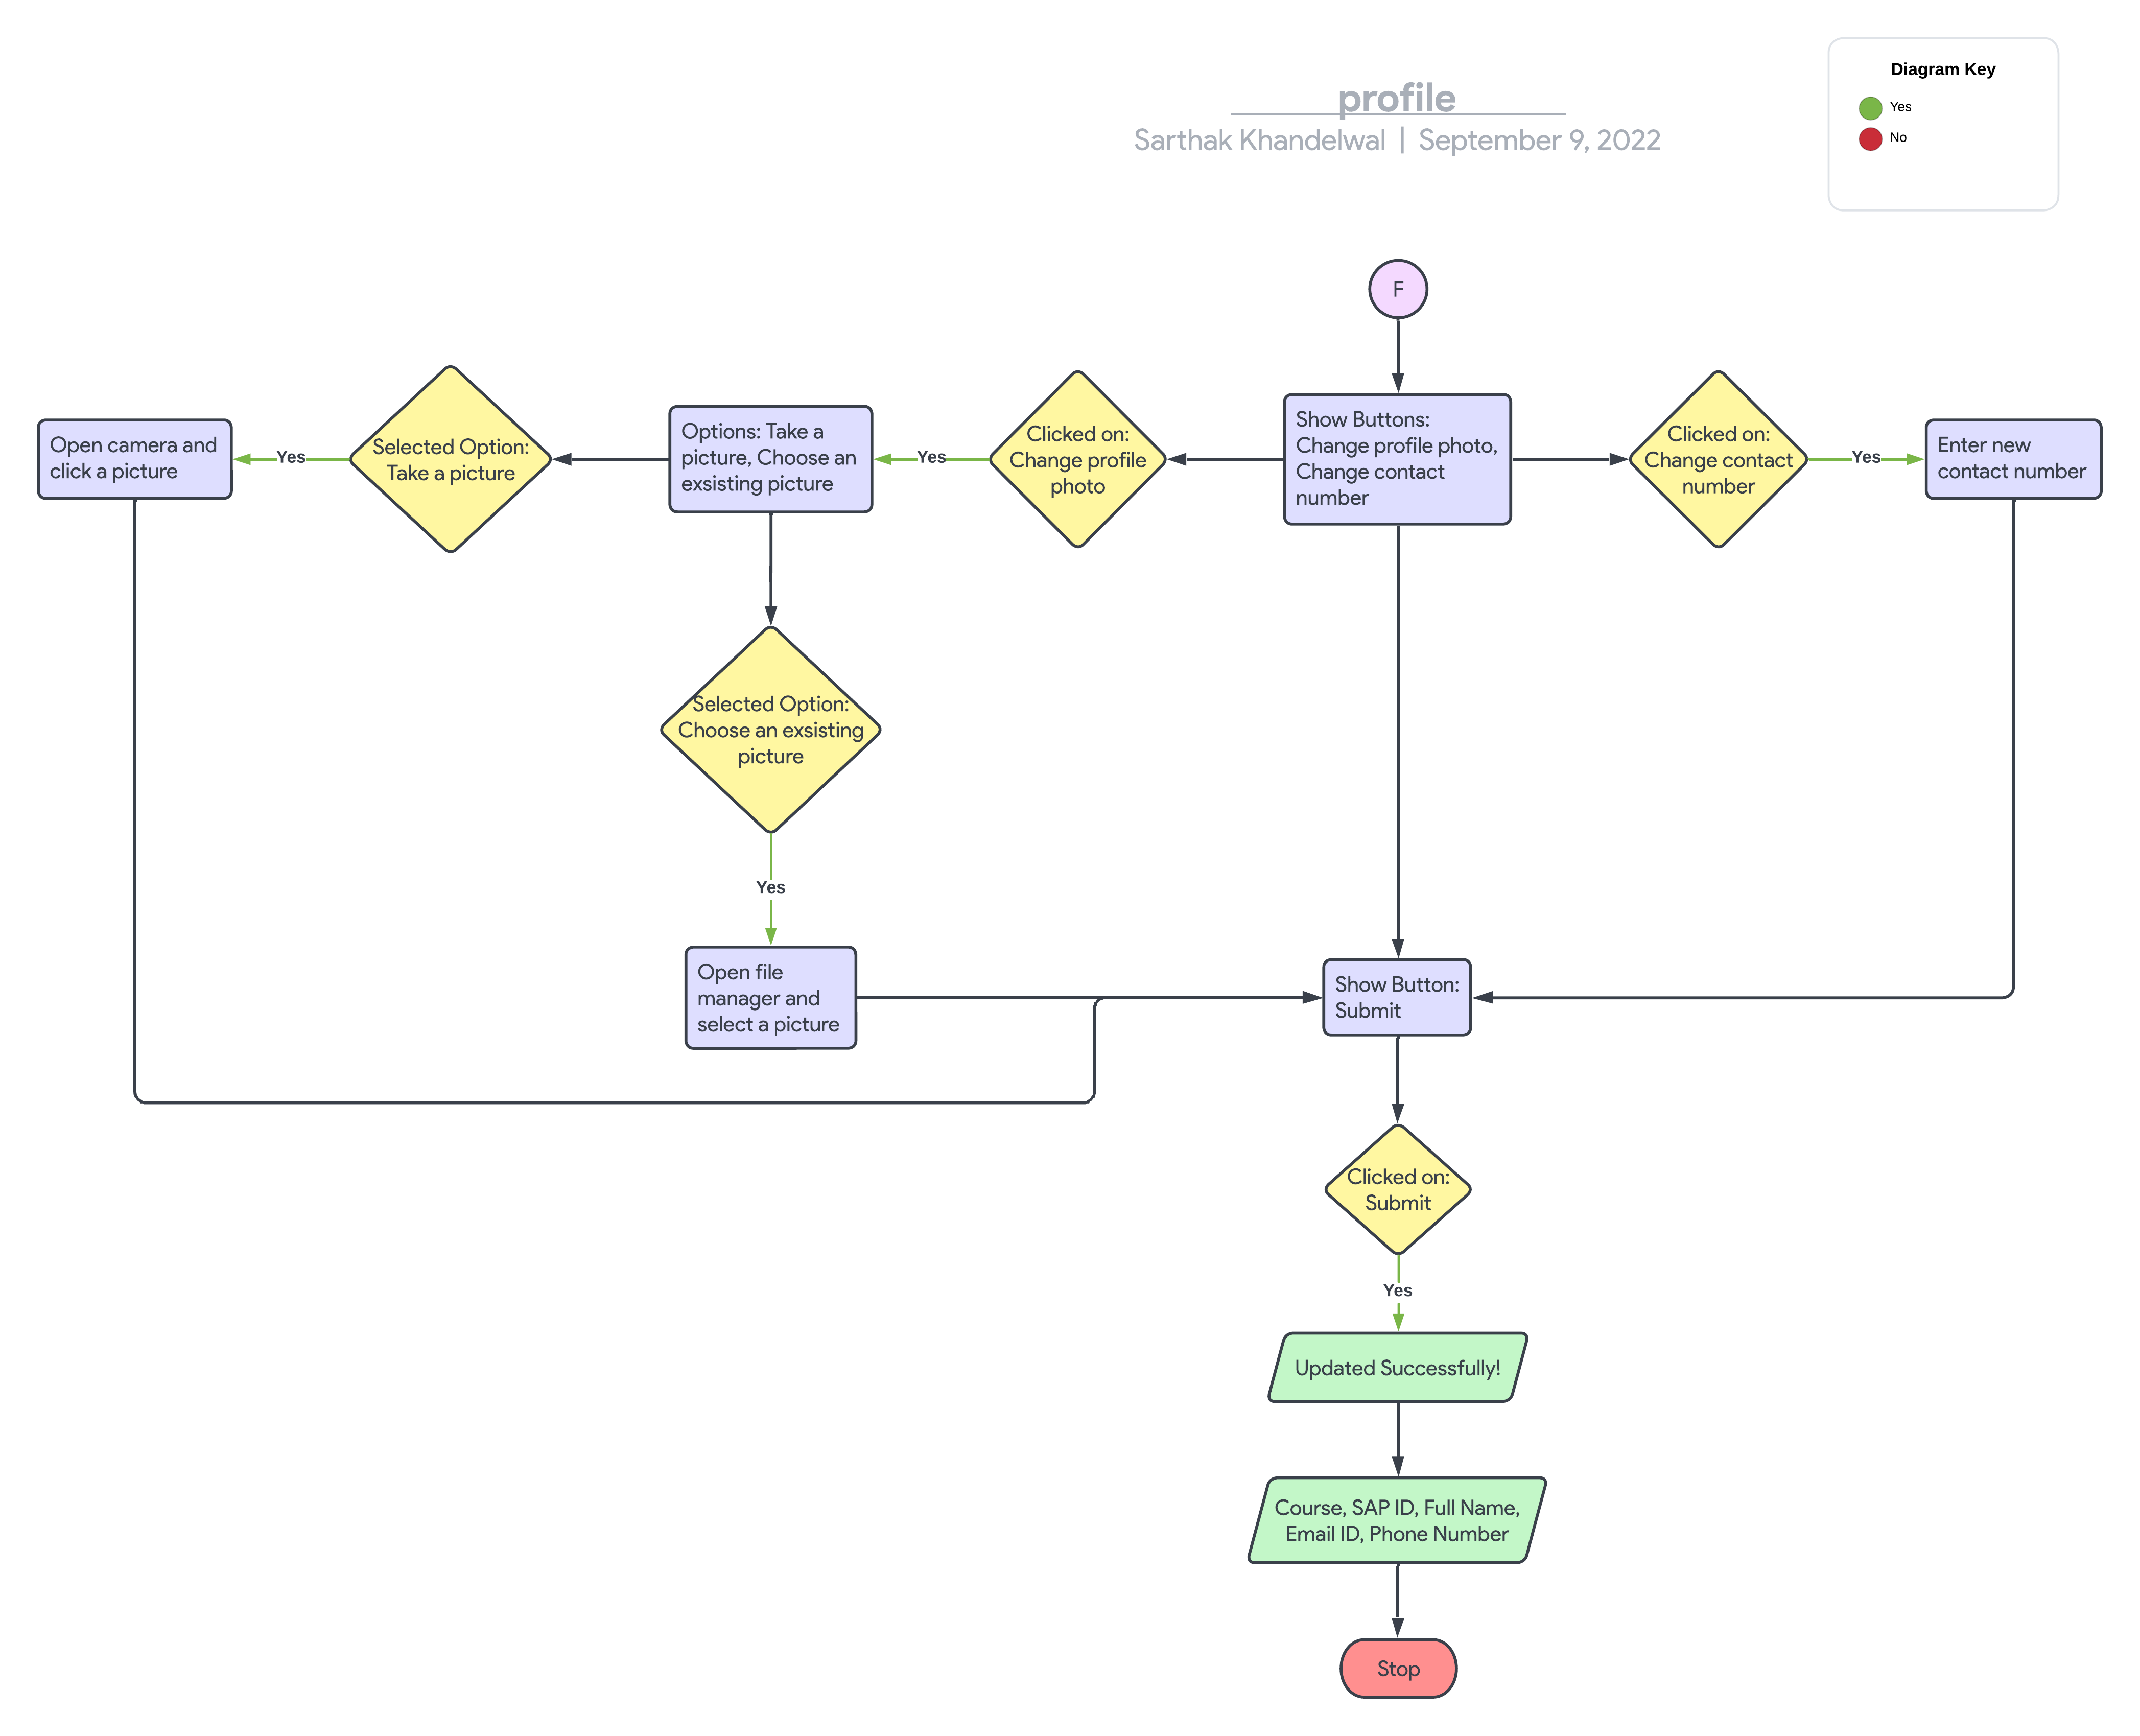 profile
Sarthak Khandelwal | September 9, 2022
Diagram Key
Yes
No
F
Open camera and
click a picture
Yes
Selected Option:
Take a picture
Options: Take a
picture, Choose an
exsisting picture
Yes
Clicked on:
Change profile
photo
Show Buttons:
Change profile photo,
Change contact
number
Clicked on:
Change contact
number
Yes
Enter new
contact number
Selected Option:
Choose an exsisting
picture
Yes
Open file
manager and
select a picture
Show Button:
Submit
Clicked on:
Submit
Yes
Updated Successfully!
Course, SAP ID, Full Name,
Email ID, Phone Number
Stop